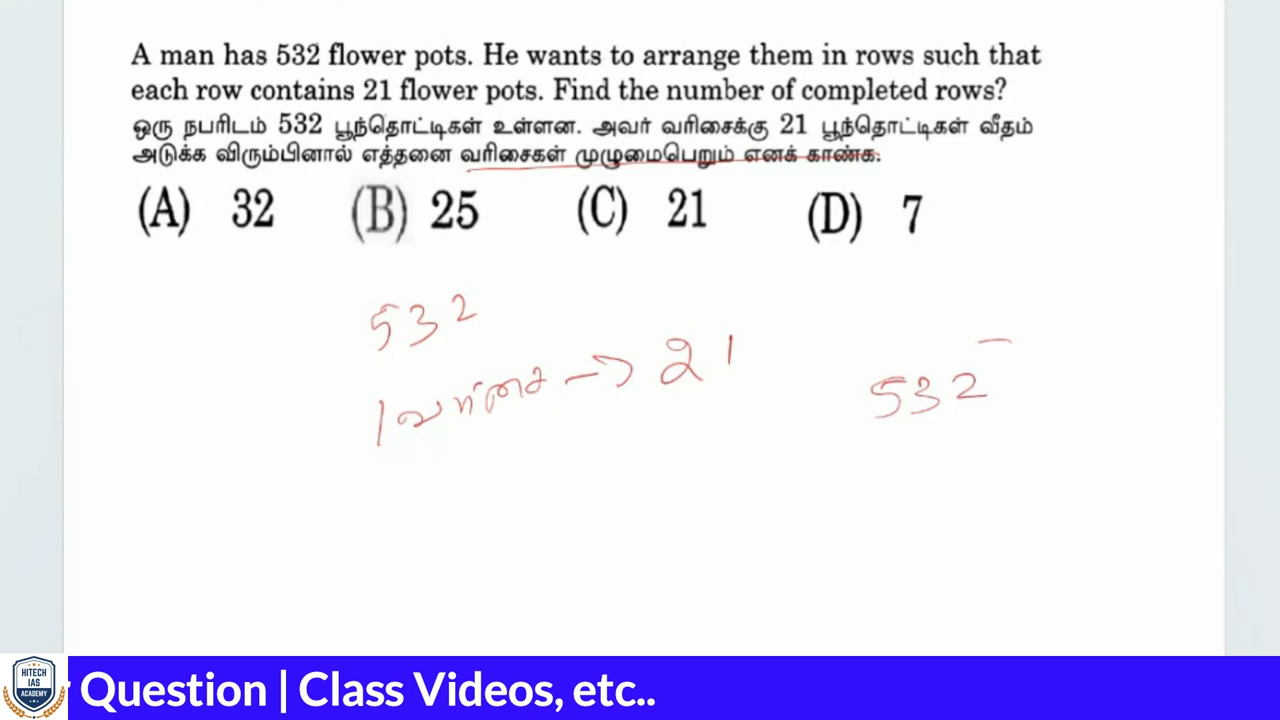 A man has 532 flower pots. He wants to arrange them in rows such that
each row contains 21 flower pots. Find the number of completed rows?
ஒரு நபரிடம் 532 பூந்தொட்டிகள் உள்ளன. அவர் வரிசைக்கு 21 பூந்தொட்டிகள் வீதம்
அடுக்க விரும்பினால் எத்தனை வரிசைகள் முழுமைபெறும் எனக் காண்க.
(A) 32 (B) 25 (C) 21 (D) 7
532
1 வரிசை → 21
532
HITECH
IAS
ACADEMY
Question | Class Videos, etc..